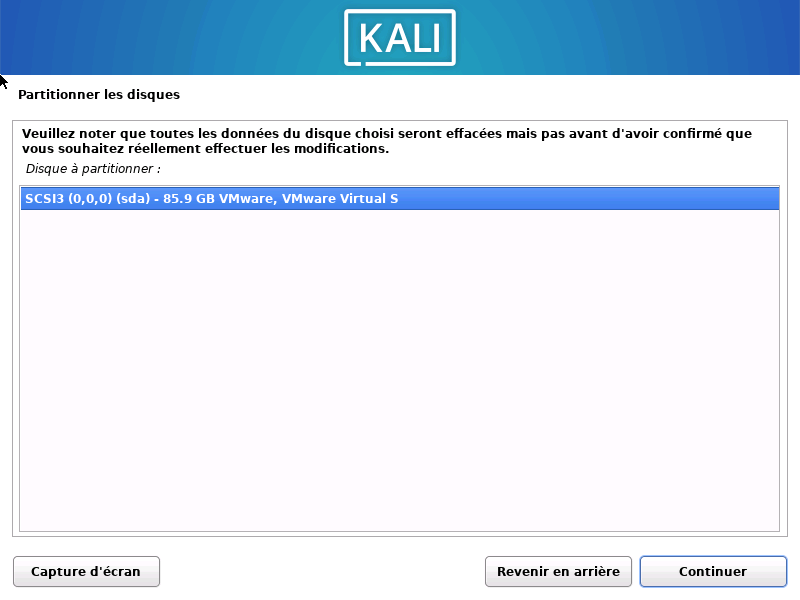 KALI
Partitionner les disques
Veuillez noter que toutes les données du disque choisi seront effacées mais pas avant d'avoir confirmé que
vous souhaitez réellement effectuer les modifications.
Disque à partitionner :
SCSI3 (0,0,0) (sda) - 85.9 GB VMware, VMware Virtual S
Capture d'écran
Revenir en arrière
Continuer